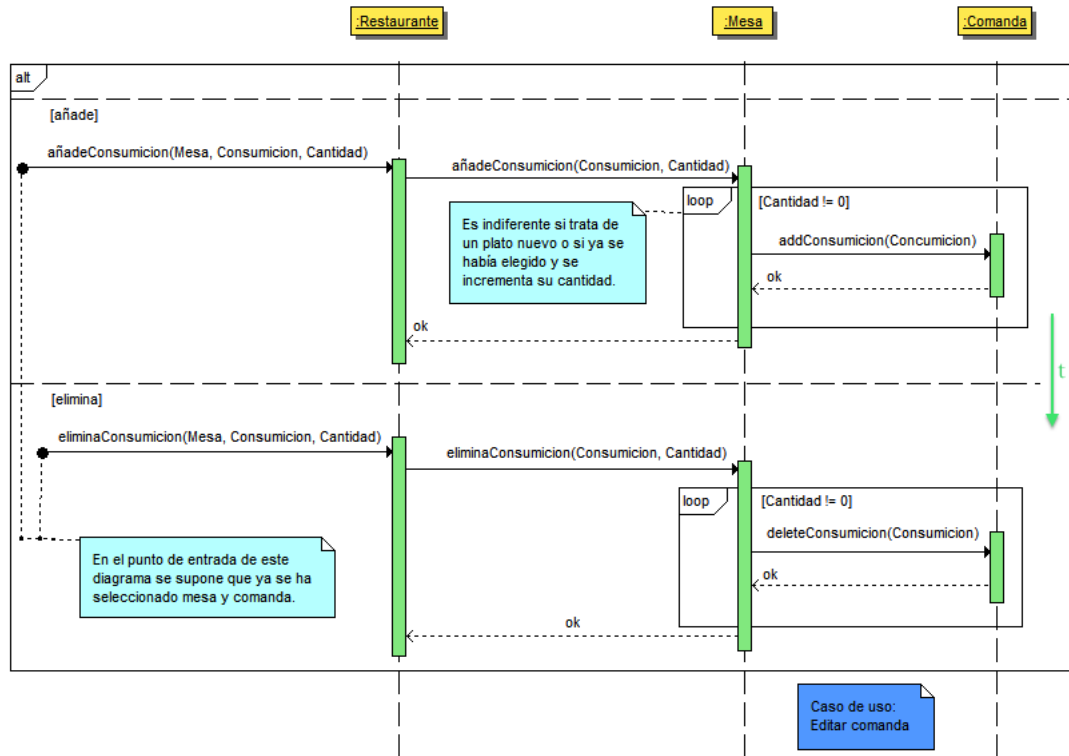 :Restaurante
:Mesa
:Comanda
alt
[añade]
añadeConsumicion(Mesa, Consumicion, Cantidad)
añadeConsumicion(Consumicion, Cantidad)
loop
[Cantidad != 0]
Es indiferente si trata de
un plato nuevo o si ya se
había elegido y se
incrementa su cantidad.
addConsumicion(Concumicion)
ok
ok
t
[elimina]
eliminaConsumicion(Mesa, Consumicion, Cantidad)
eliminaConsumicion(Consumicion, Cantidad)
loop
[Cantidad != 0]
deleteConsumicion(Consumicion)
ok
En el punto de entrada de este
diagrama se supone que ya se ha
seleccionado mesa y comanda.
ok
Caso de uso:
Editar comanda